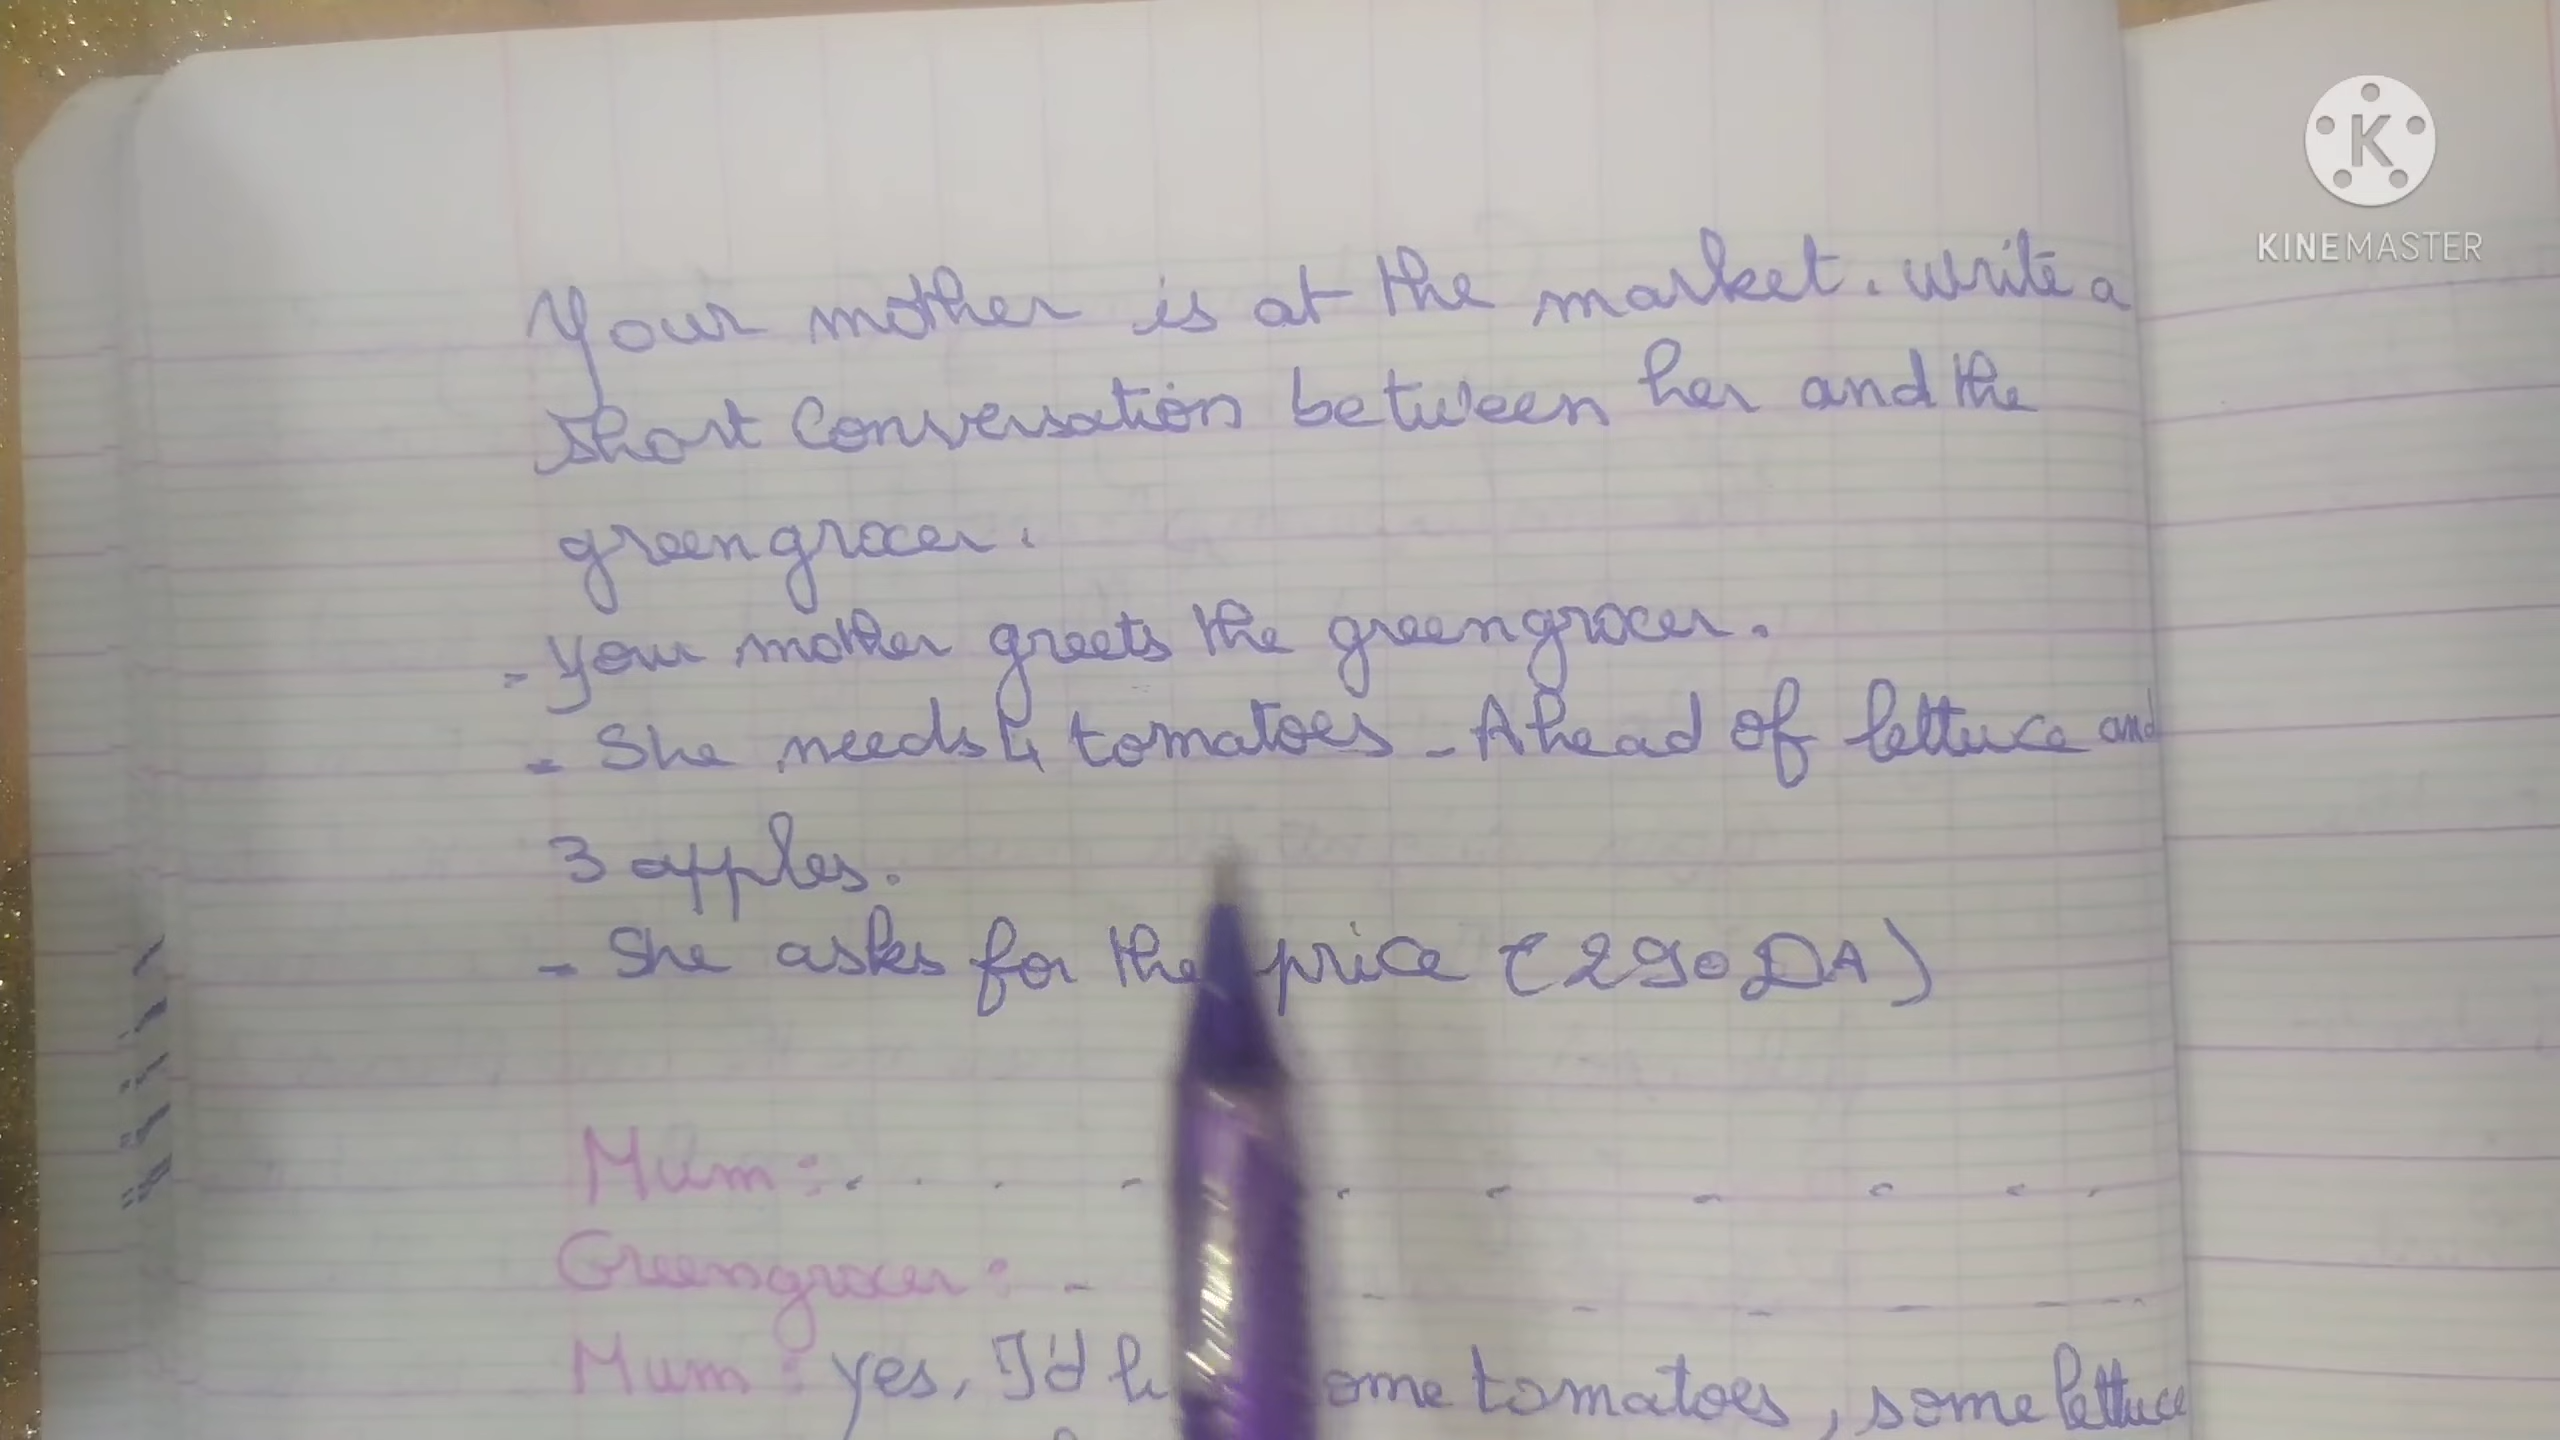 K
KINEMASTER
Your mother is at the market. write a
short Conversation between her and the
greengrocer.
- your mother greets the greengrocer.
- She needs 4 tomatoes - A head of lettuce and
3 apples.
- She asks for the price (290 DA)
Mum: . . . - - - - - - - -
Greengrocer: - - - - - - - -
Mum: yes, I'd tomatoes, some lettuce